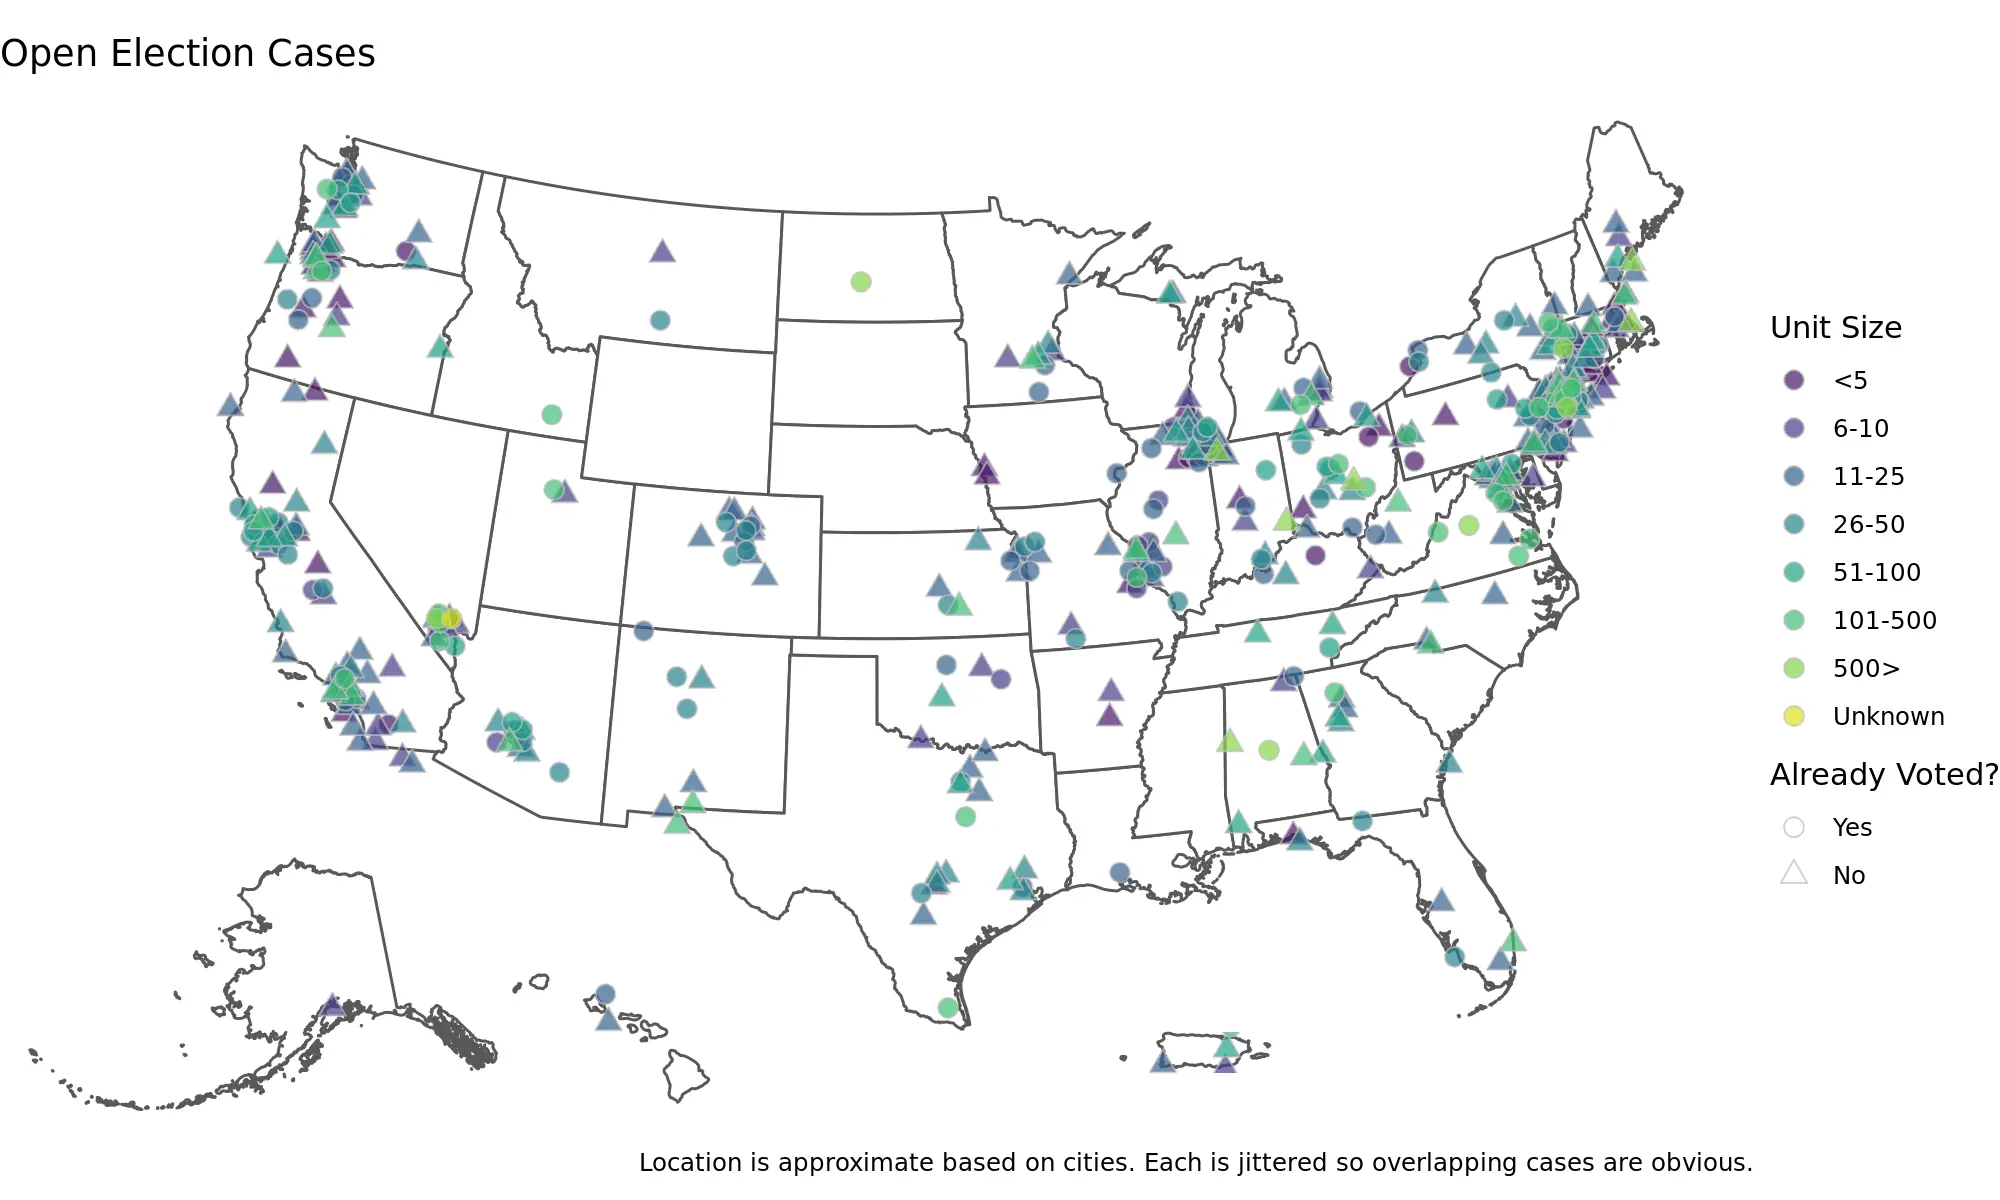 Open Election Cases
Unit Size
<5
6-10
11-25
26-50
51-100
101-500
500>
Unknown
Already Voted?
Yes
No
Location is approximate based on cities. Each is jittered so overlapping cases are obvious.